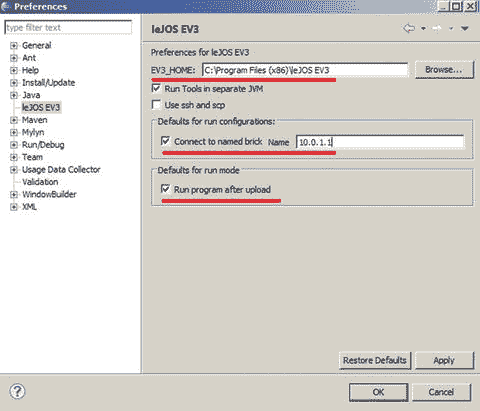 Preferences
type filter text
General
Ant
Help
Install/Update
Java
leJOS EV3
Maven
Mylyn
Run/Debug
Team
Usage Data Collector
Validation
WindowBuilder
XML
leJOS EV3
Preferences for leJOS EV3
EV3_HOME: C:\Program Files (x86)\leJOS EV3 Browse...
Run Tools in separate JVM
Use ssh and scp
Defaults for run configurations:
Connect to named brick Name 10.0.1.1
Defaults for run mode
Run program after upload
Restore Defaults Apply
OK Cancel